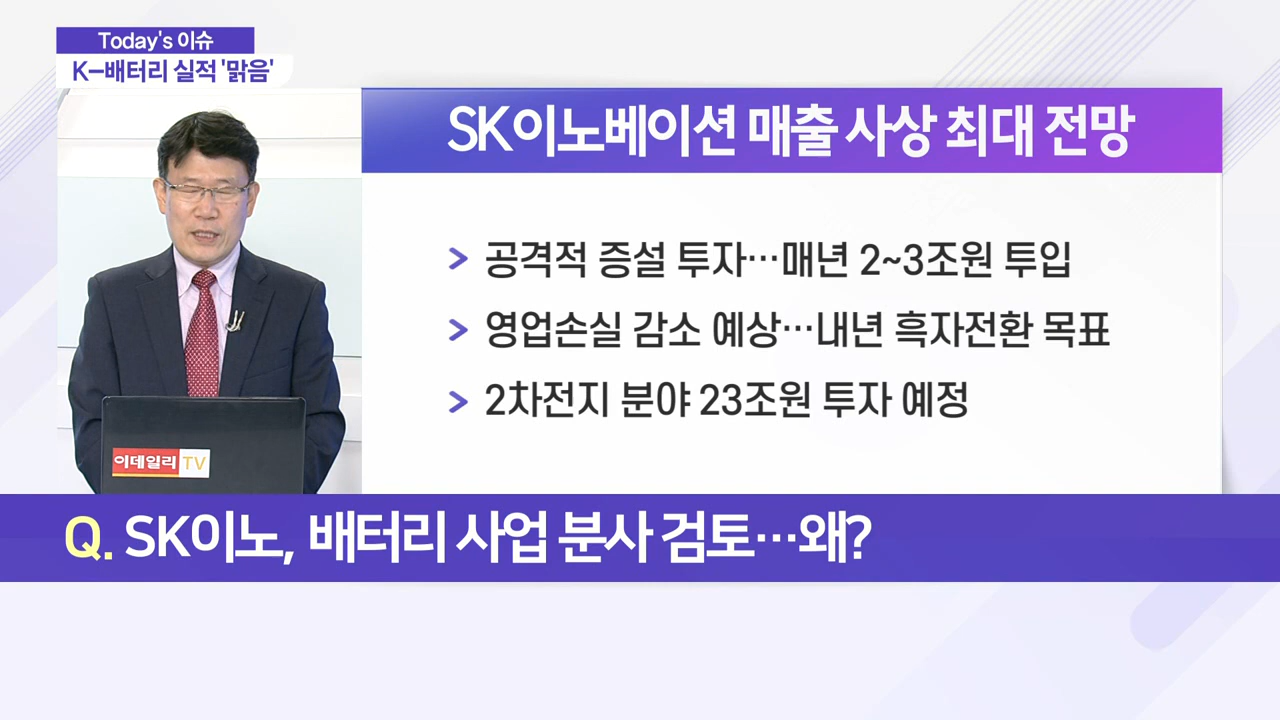 Today's 이슈
K-배터리 실적 '맑음'
SK이노베이션 매출 사상 최대 전망
> 공격적 증설 투자…매년 2~3조원 투입
> 영업손실 감소 예상…내년 흑자전환 목표
> 2차전지 분야 23조원 투자 예정
이데일리 TV
Q. SK이노, 배터리 사업 분사 검토…왜?